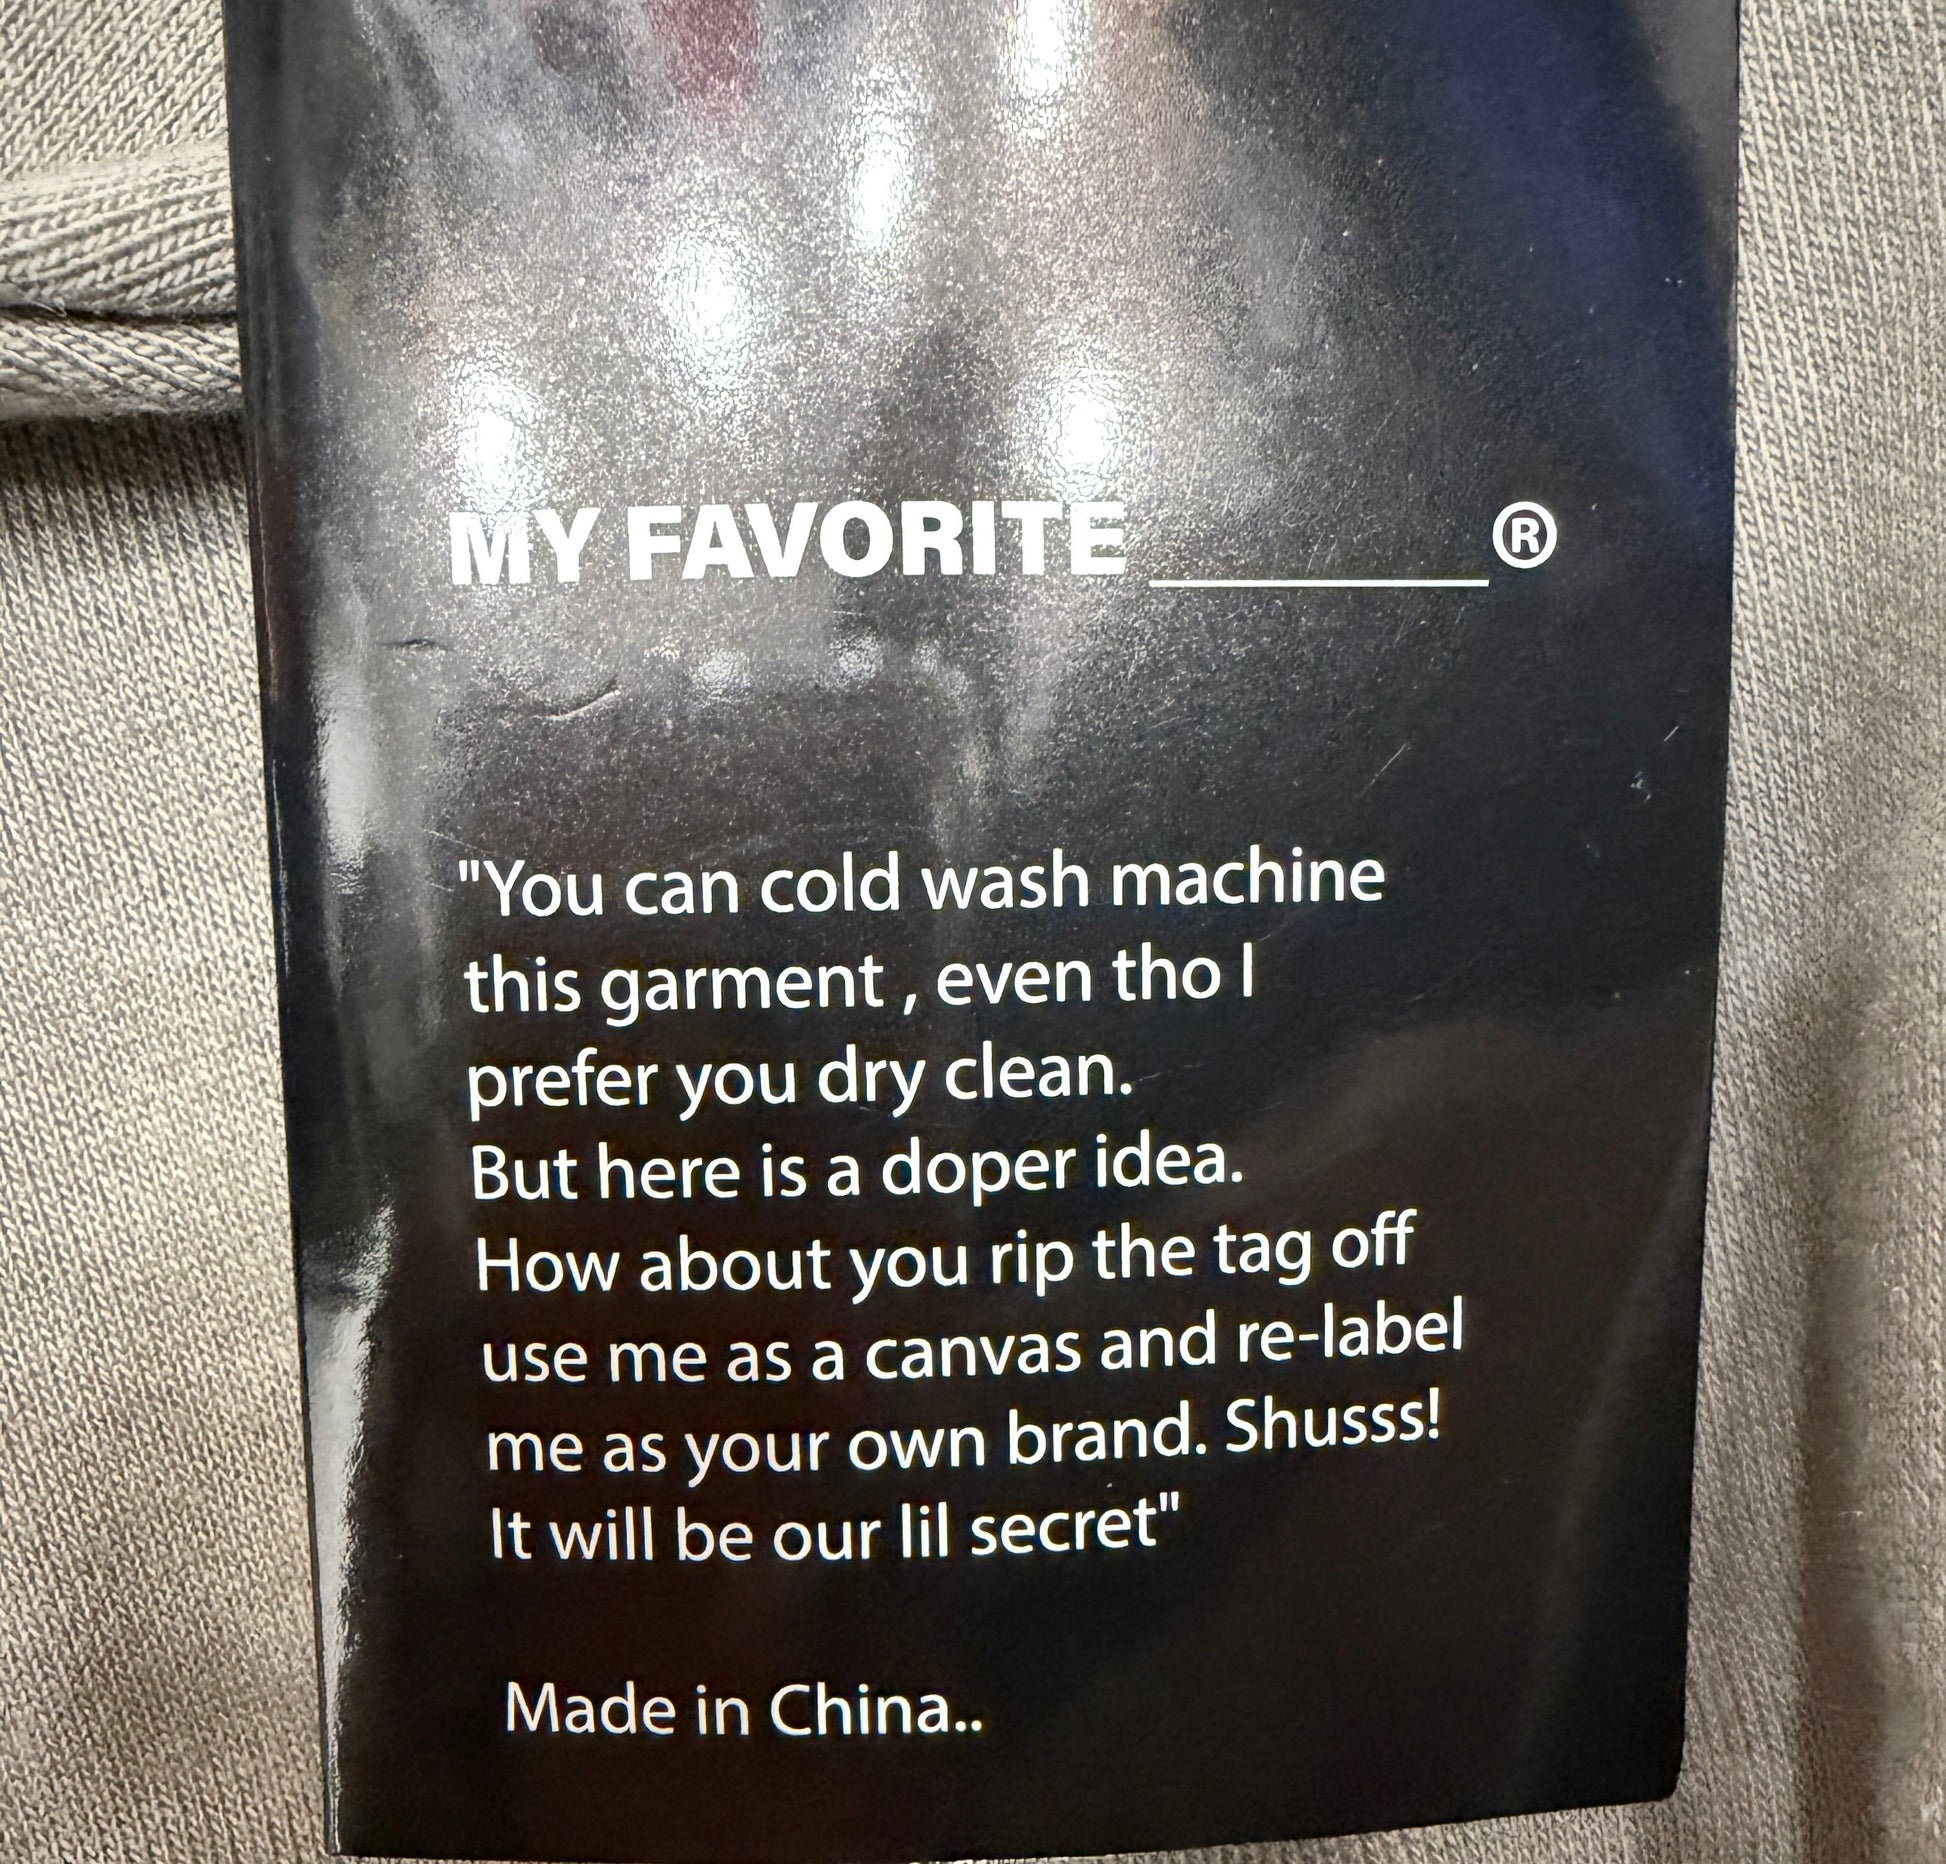 MY FAVORITE ________®
"You can cold wash machine
this garment , even tho I
prefer you dry clean.
But here is a doper idea.
How about you rip the tag off
use me as a canvas and re-label
me as your own brand. Shusss!
It will be our lil secret"
Made in China..